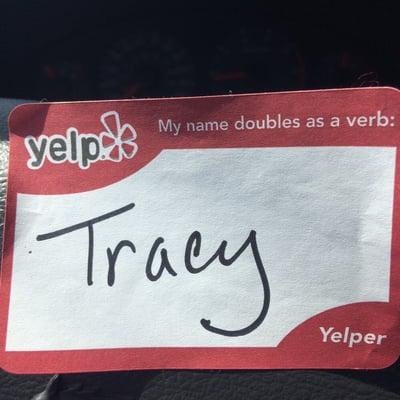 yelp My name doubles as a verb:
Tracy
Yelper